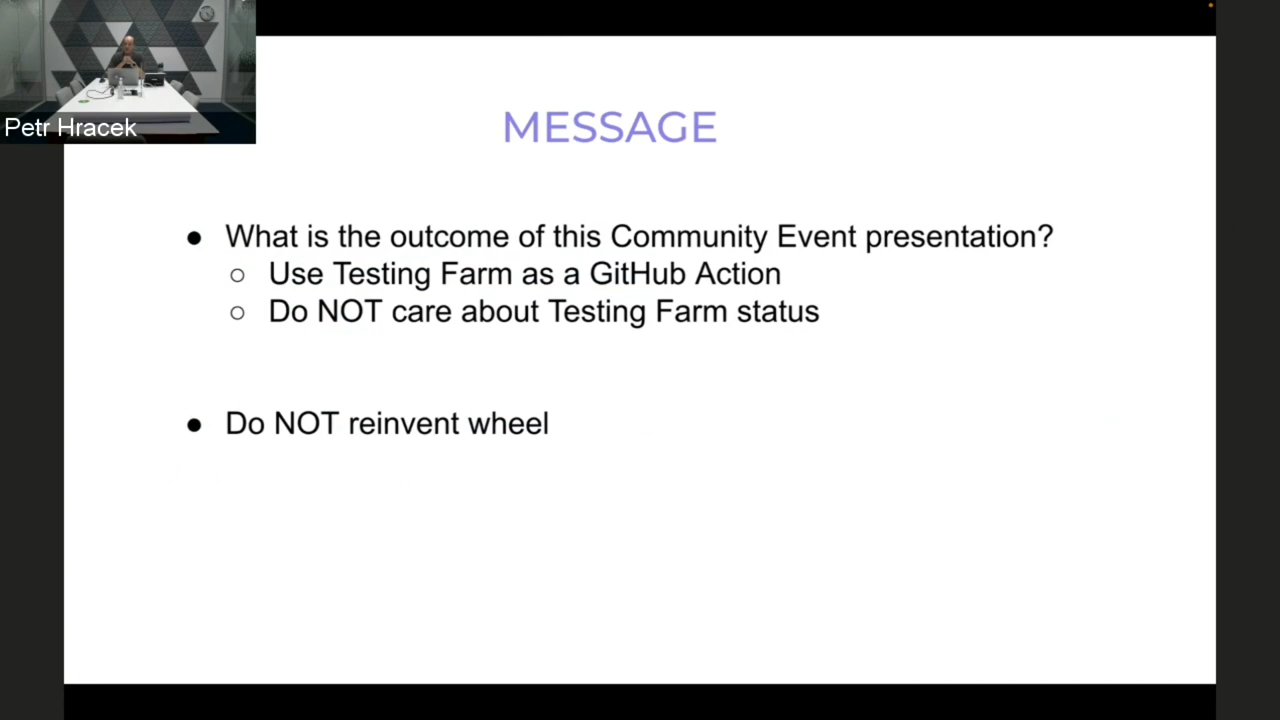 Petr Hracek
MESSAGE
● What is the outcome of this Community Event presentation?
○ Use Testing Farm as a GitHub Action
○ Do NOT care about Testing Farm status
● Do NOT reinvent wheel